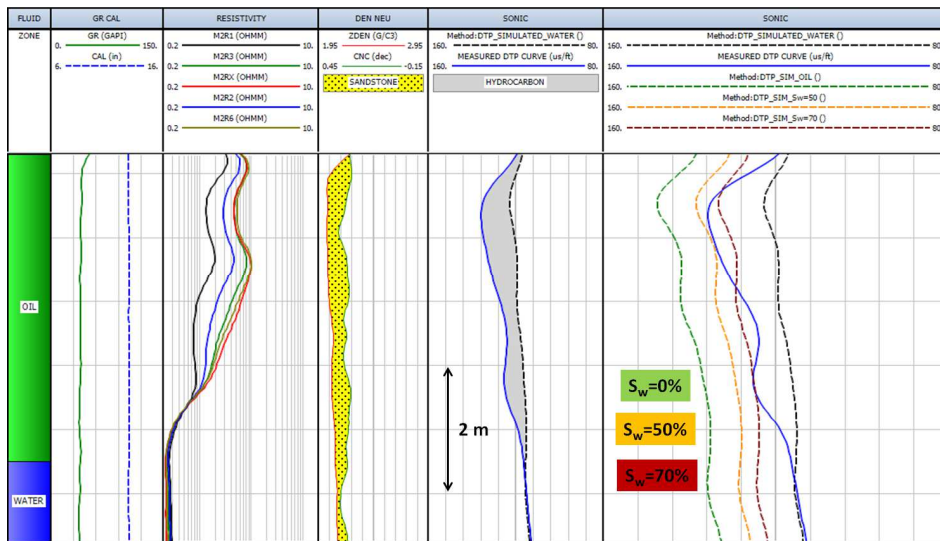 FLUID
GR CAL
RESISTIVITY
DEN NEU
SONIC
SONIC
ZONE
GR (GAPI)
0. 150.
CAL (in)
6. 16.
M2R1 (OHMM)
0.2 10.
M2R3 (OHMM)
0.2 10.
M2RX (OHMM)
0.2 10.
M2R2 (OHMM)
0.2 10.
M2R6 (OHMM)
0.2 10.
ZDEN (G/C3)
1.95 2.95
CNC (dec)
0.45 -0.15
SANDSTONE
Method:DTP_SIMULATED_WATER ()
160. 80.
MEASURED DTP CURVE (us/ft)
160. 80.
HYDROCARBON
Method:DTP_SIMULATED_WATER ()
160. 80.
MEASURED DTP CURVE (us/ft)
160. 80.
Method:DTP_SIM_OIL ()
160. 80.
Method:DTP_SIM_Sw=50 ()
160. 80.
Method:DTP_SIM_Sw=70 ()
160. 80.
OIL
WATER
2 m
Sw=0%
Sw=50%
Sw=70%